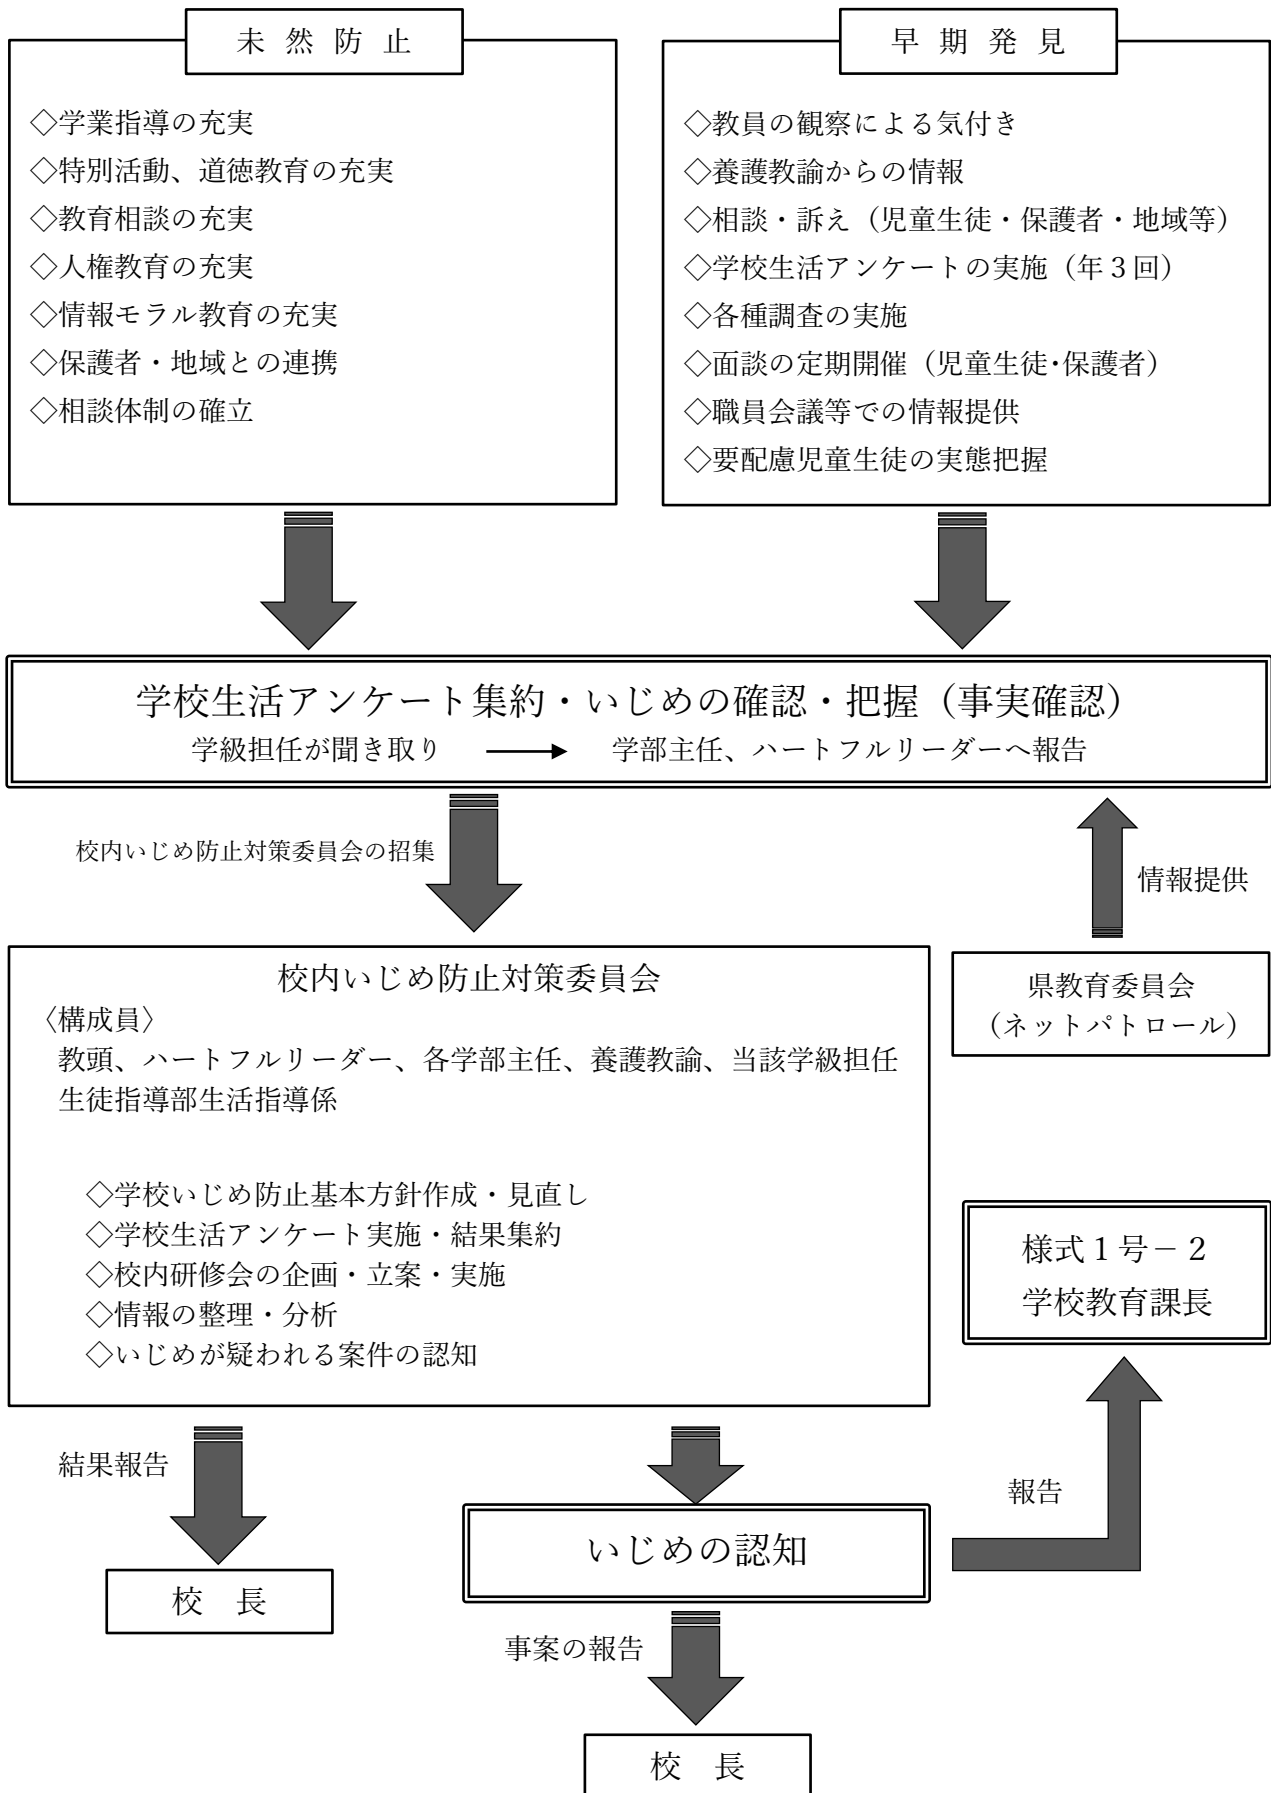 未然防止
◇学業指導の充実
◇特別活動、道徳教育の充実
◇教育相談の充実
◇人権教育の充実
◇情報モラル教育の充実
◇保護者・地域との連携
◇相談体制の確立
早期発見
◇教員の観察による気付き
◇養護教諭からの情報
◇相談・訴え（児童生徒・保護者・地域等）
◇学校生活アンケートの実施（年３回）
◇各種調査の実施
◇面談の定期開催（児童生徒・保護者）
◇職員会議等での情報提供
◇要配慮児童生徒の実態把握
学校生活アンケート集約・いじめの確認・把握（事実確認）
学級担任が聞き取り → 学部主任、ハートフルリーダーへ報告
校内いじめ防止対策委員会の招集
情報提供
校内いじめ防止対策委員会
〈構成員〉
教頭、ハートフルリーダー、各学部主任、養護教諭、当該学級担任
生徒指導部生活指導係
◇学校いじめ防止基本方針作成・見直し
◇学校生活アンケート実施・結果集約
◇校内研修会の企画・立案・実施
◇情報の整理・分析
◇いじめが疑われる案件の認知
県教育委員会
（ネットパトロール）
様式１号－２
学校教育課長
結果報告
報告
いじめの認知
校　長
事案の報告
校　長